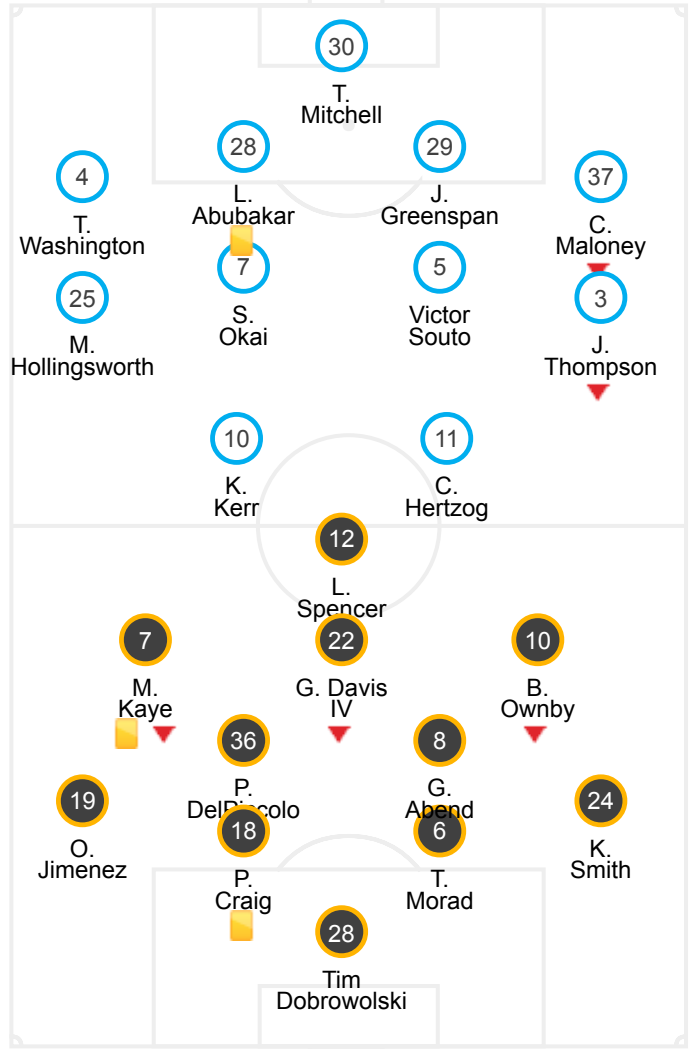 30
T.
Mitchell
28
L.
Abubakar
29
J.
Greenspan
4
T.
Washington
37
C.
Maloney
7
S.
Okai
5
Victor
Souto
25
M.
Hollingsworth
3
J.
Thompson
10
K.
Kerr
11
C.
Hertzog
12
L.
Spencer
7
M.
Kaye
22
G. Davis
IV
10
B.
Ownby
36
P.
DelPiccolo
8
G.
Abend
19
O.
Jimenez
24
K.
Smith
18
P.
Craig
6
T.
Morad
28
Tim
Dobrowolski